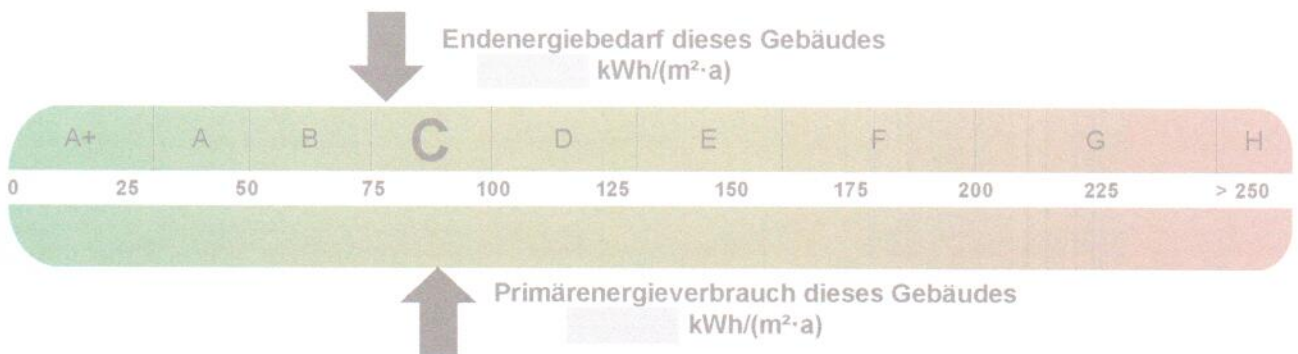 Endenergiebedarf dieses Gebäudes
kWh/(m²·a)
A+ A B C D E F G H
0 25 50 75 100 125 150 175 200 225 > 250
Primärenergieverbrauch dieses Gebäudes
kWh/(m²·a)